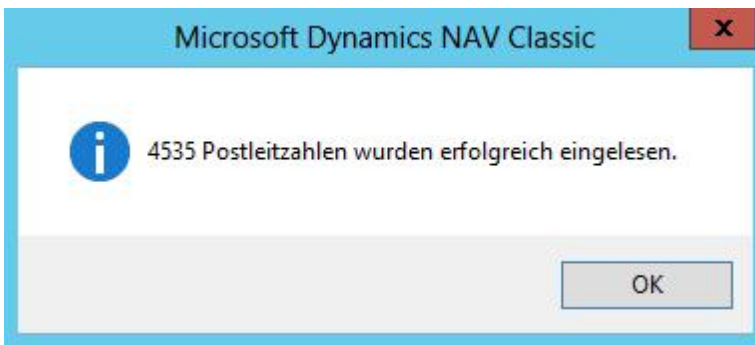 Microsoft Dynamics NAV Classic
x
4535 Postleitzahlen wurden erfolgreich eingelesen.
OK